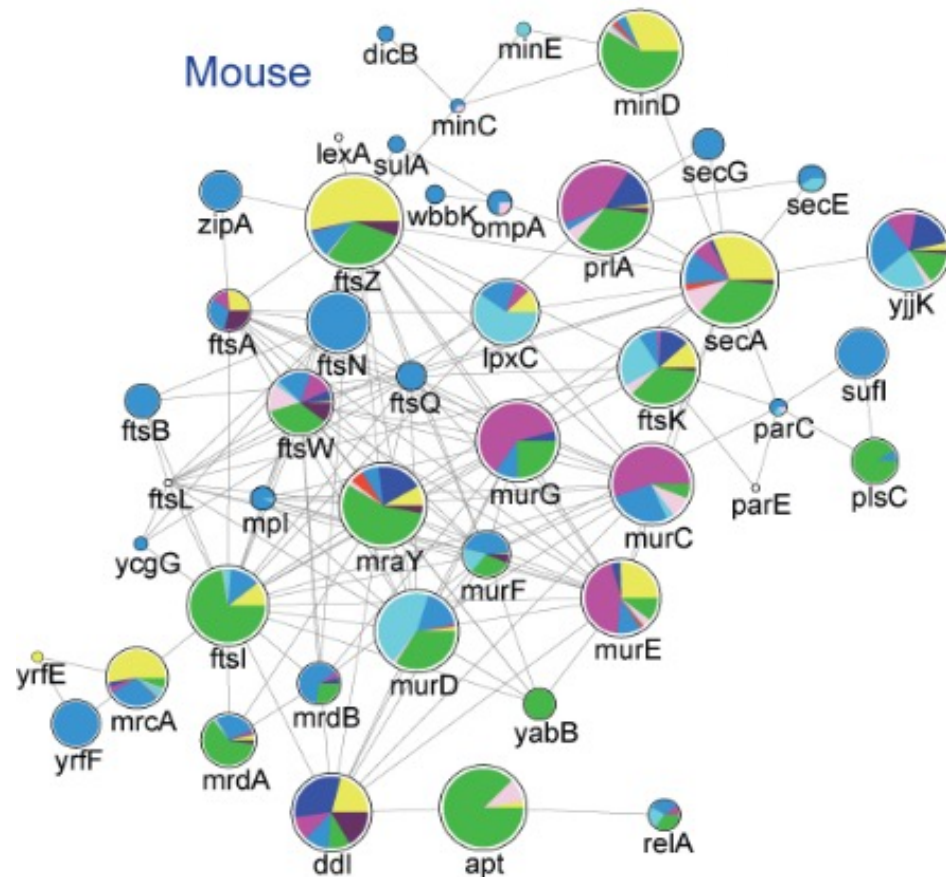 Mouse
dicB
minE
minD
minC
lexA
sulA
secG
zipA
wbbK
ompA
secE
ftsZ
prlA
yjjK
ftsA
ftsN
lpxC
secA
ftsK
sufI
ftsB
ftsW
ftsQ
parC
ftsL
mpl
murG
murC
parE
plsC
ycgG
mraY
murF
ftsI
murD
murE
yrfE
mrcA
mrdB
yabB
yrfF
mrdA
ddl
apt
relA